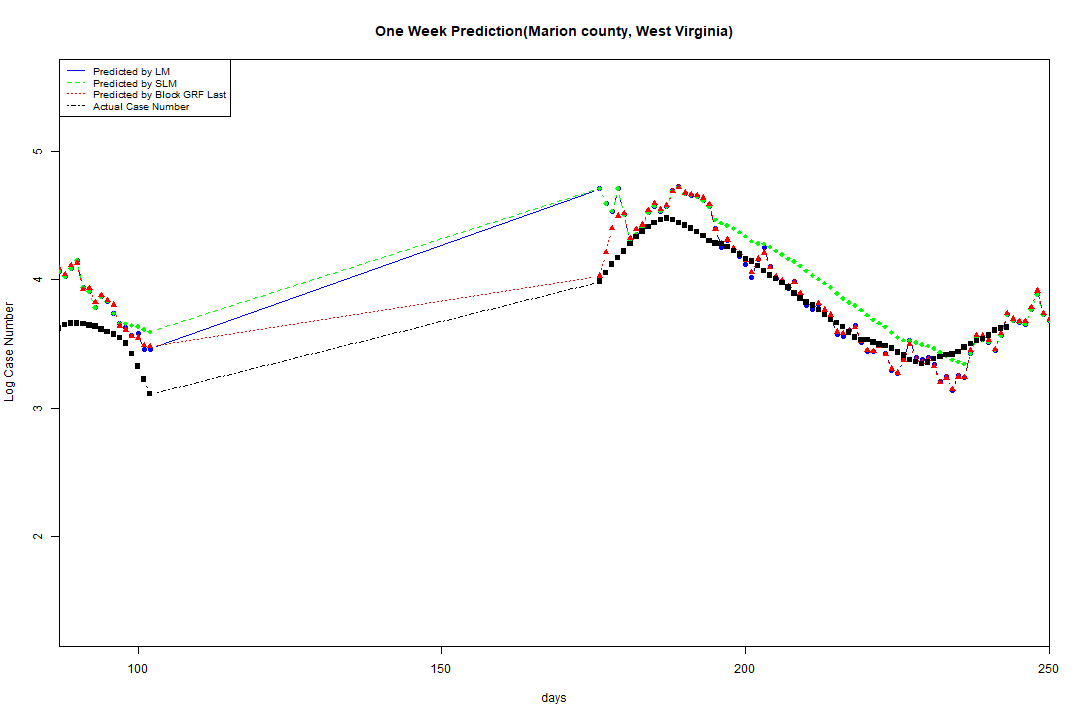 One Week Prediction(Marion county, West Virginia)
Predicted by LM
Predicted by SLM
Predicted by Block GRF Last
Actual Case Number
5
4
3
2
Log Case Number
100 150 200 250
days